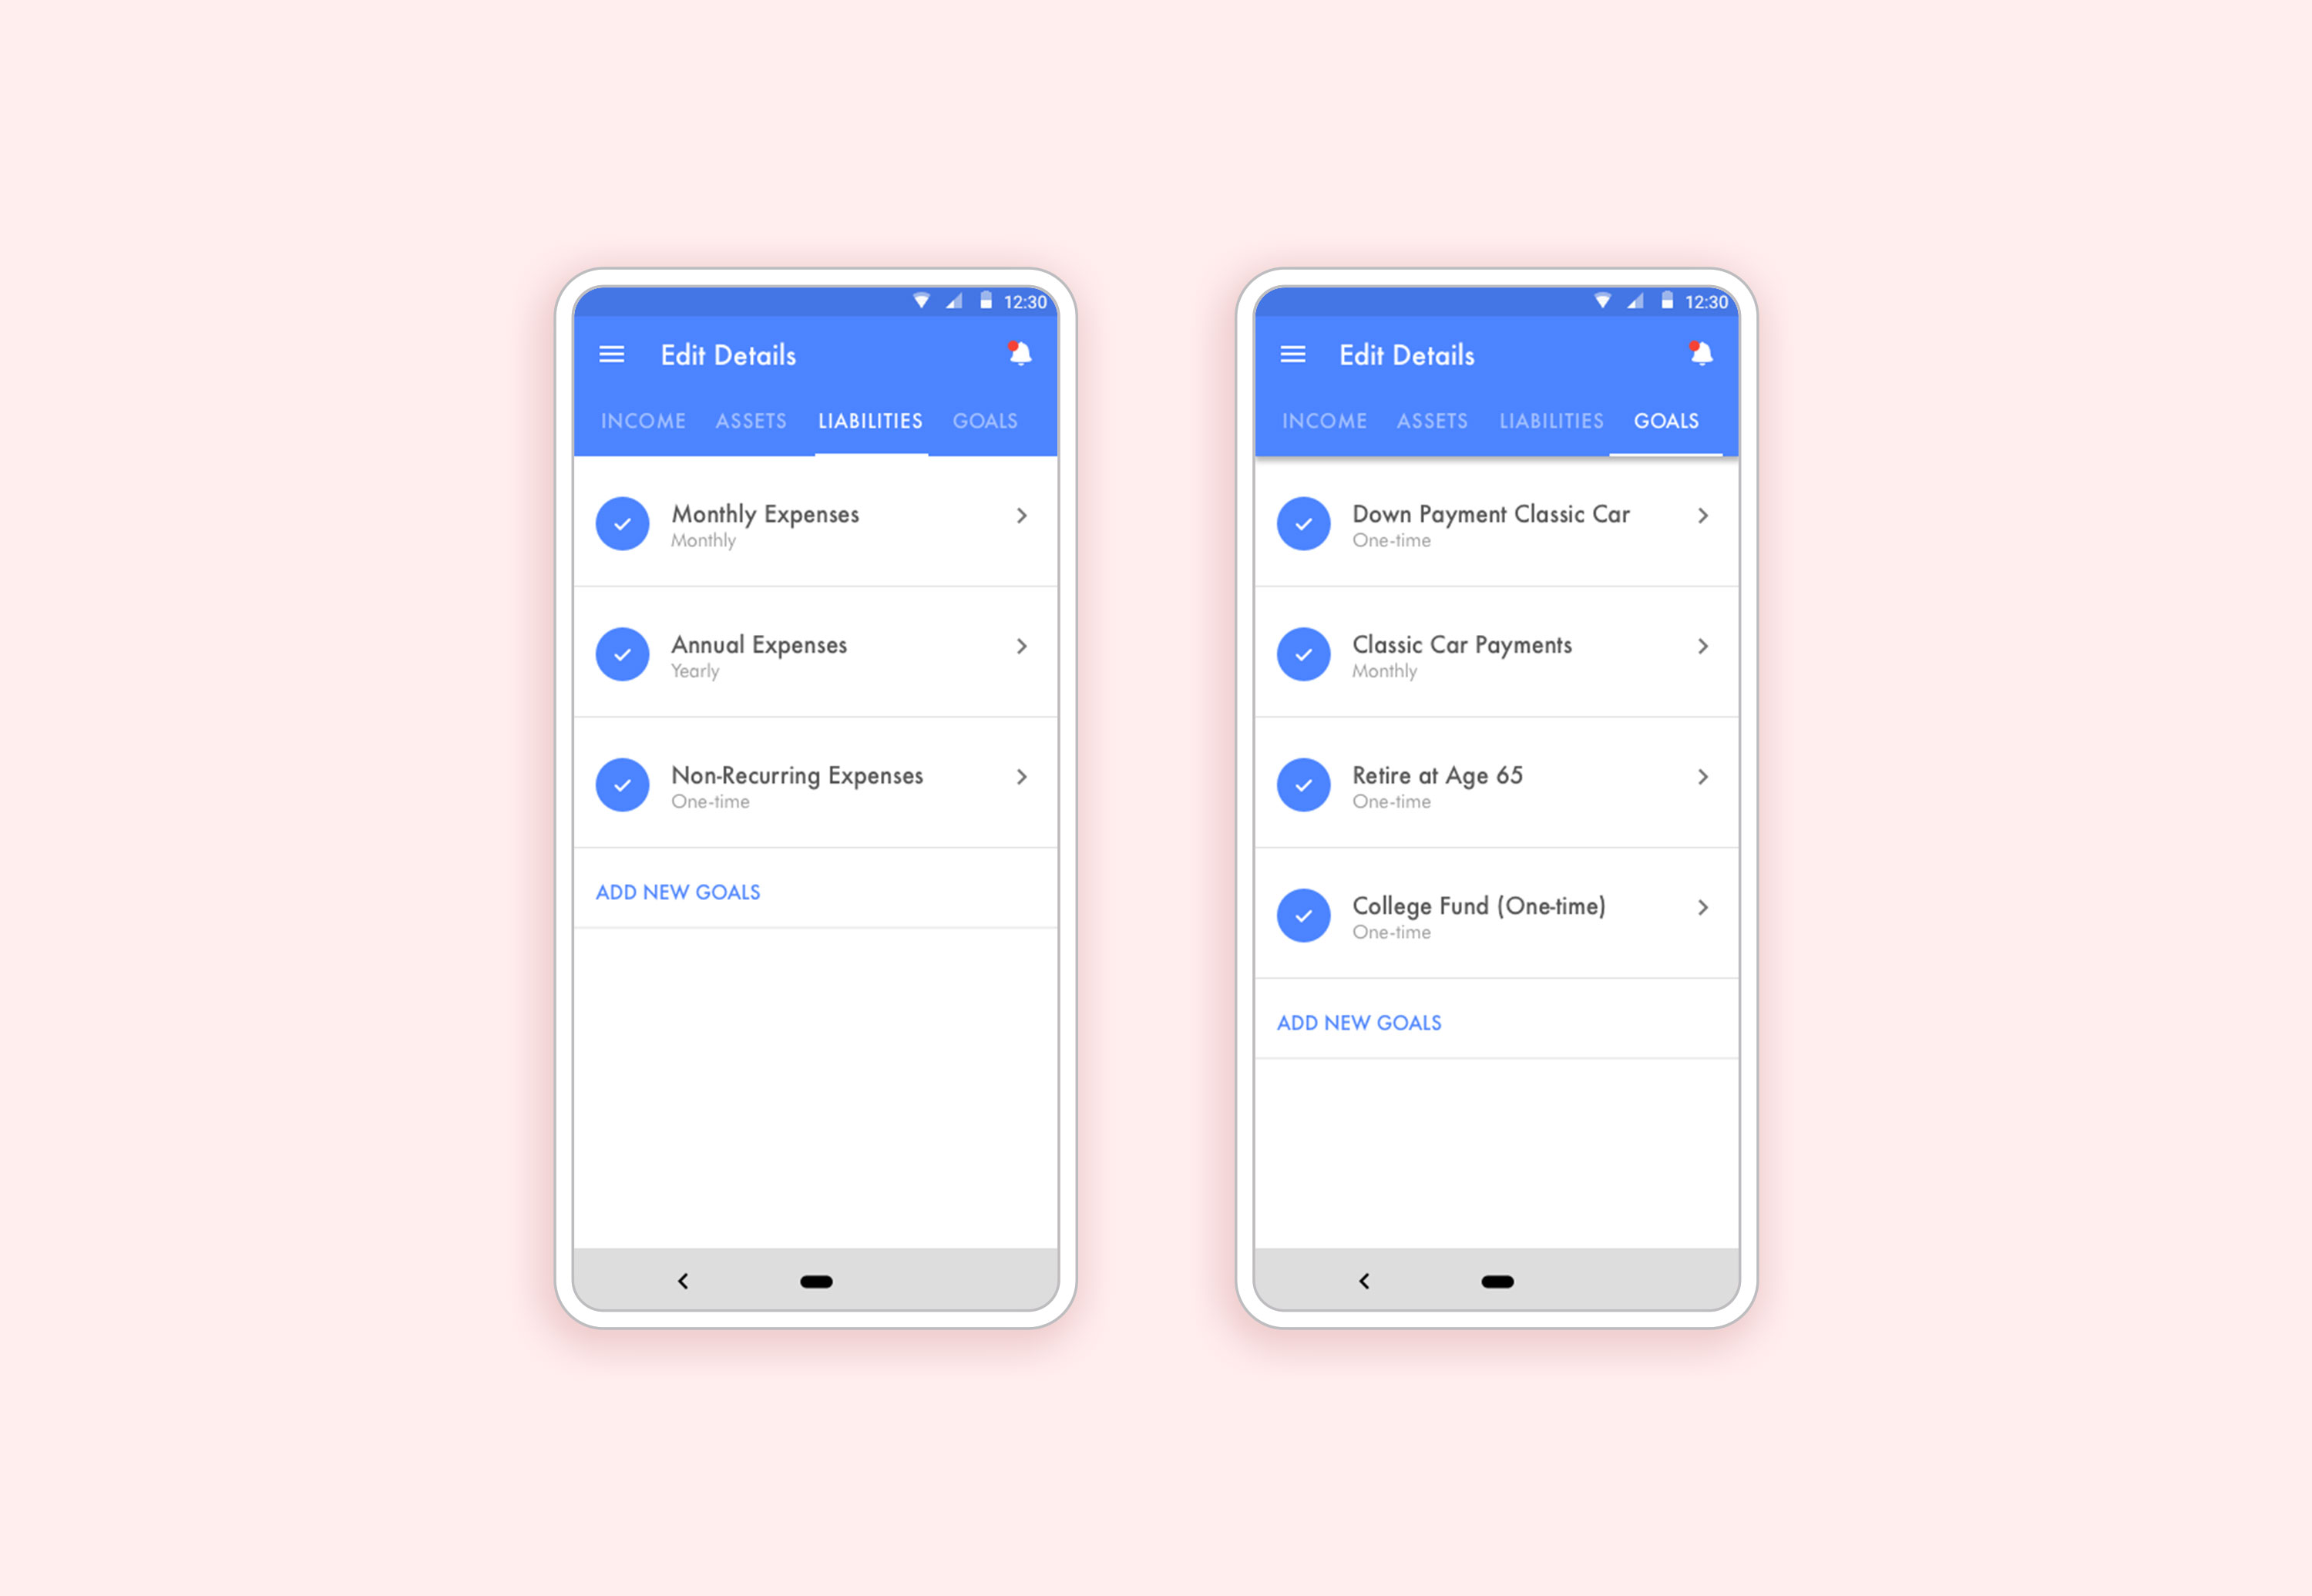 12:30
Edit Details
INCOME ASSETS LIABILITIES GOALS
Monthly Expenses
Monthly
Annual Expenses
Yearly
Non-Recurring Expenses
One-time
ADD NEW GOALS
12:30
Edit Details
INCOME ASSETS LIABILITIES GOALS
Down Payment Classic Car
One-time
Classic Car Payments
Monthly
Retire at Age 65
One-time
College Fund (One-time)
One-time
ADD NEW GOALS